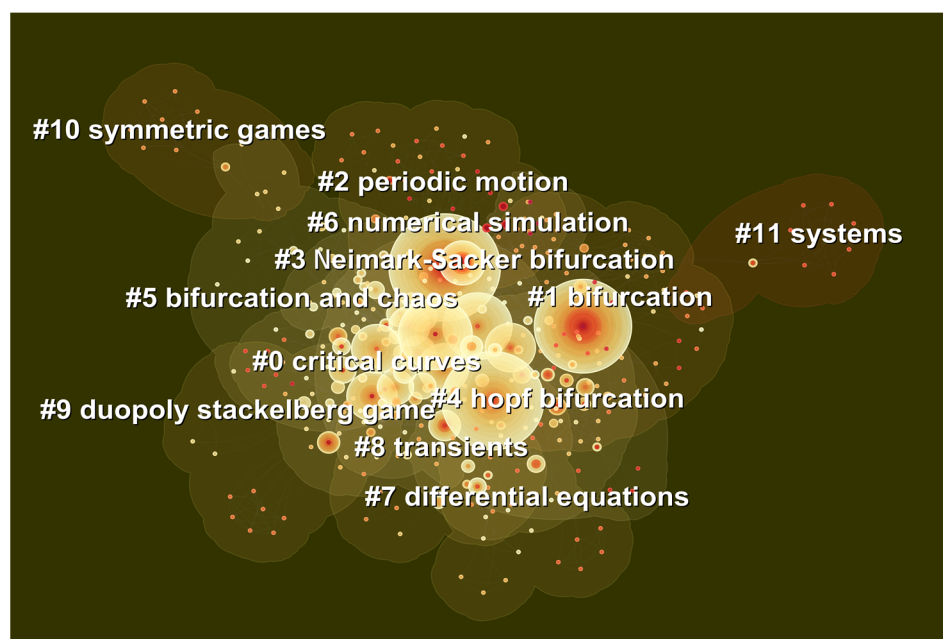 #10 symmetric games
#2 periodic motion
#6 numerical simulation
#11 systems
#3 Neimark-Sacker bifurcation
#5 bifurcation and chaos
#1 bifurcation
#0 critical curves
#4 hopf bifurcation
#9 duopoly stackelberg game
#8 transients
#7 differential equations